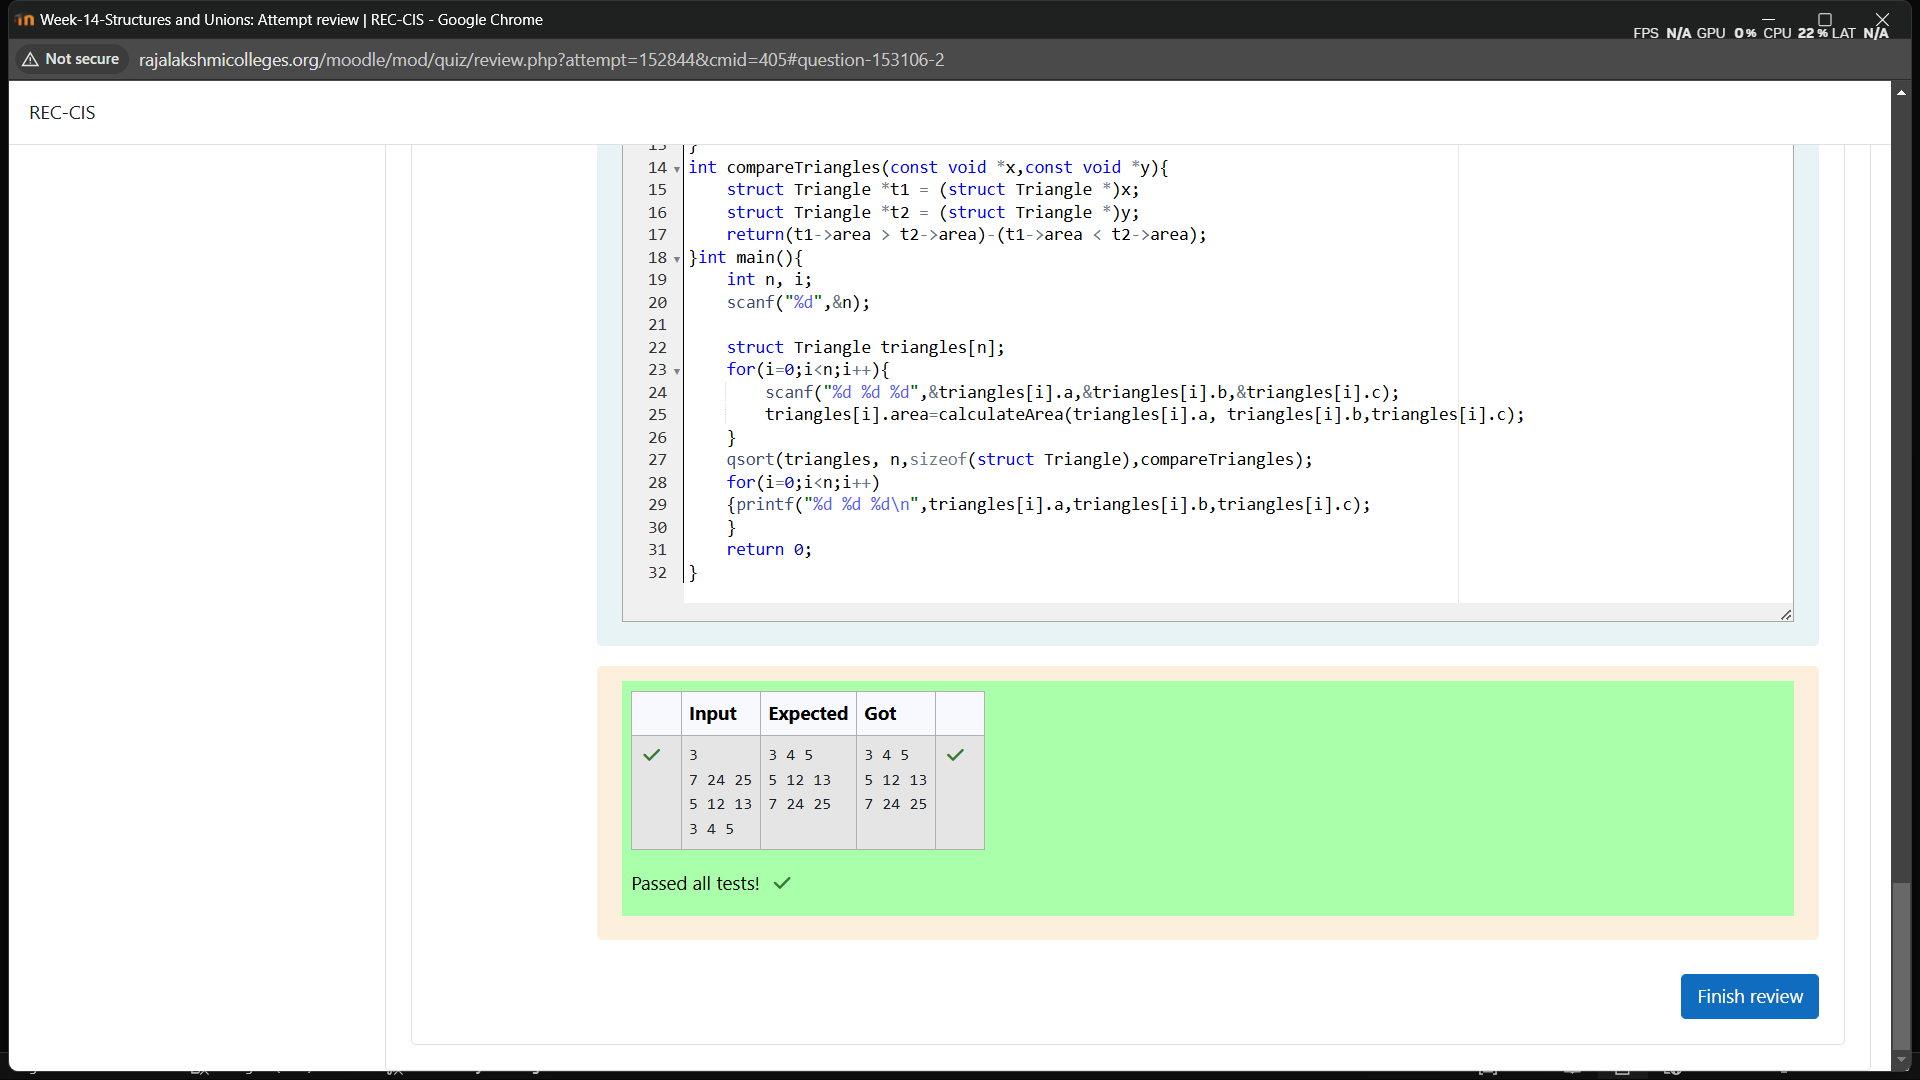 Week-14-Structures and Unions: Attempt review | REC-CIS - Google Chrome
FPS N/A GPU 0% CPU 22% LAT N/A
Not secure rajalakshmicolleges.org/moodle/mod/quiz/review.php?attempt=152844&cmid=405#question-153106-2
REC-CIS
14 int compareTriangles(const void *x,const void *y){
15 struct Triangle *t1 = (struct Triangle *)x;
16 struct Triangle *t2 = (struct Triangle *)y;
17 return(t1->area > t2->area)-(t1->area < t2->area);
18 }int main(){
19 int n, i;
20 scanf("%d",&n);
21
22 struct Triangle triangles[n];
23 for(i=0;i<n;i++){
24 scanf("%d %d %d",&triangles[i].a,&triangles[i].b,&triangles[i].c);
25 triangles[i].area=calculateArea(triangles[i].a, triangles[i].b,triangles[i].c);
26 }
27 qsort(triangles, n,sizeof(struct Triangle),compareTriangles);
28 for(i=0;i<n;i++)
29 {printf("%d %d %d\n",triangles[i].a,triangles[i].b,triangles[i].c);
30 }
31 return 0;
32 }
Input Expected Got
3 3 4 5 3 4 5
7 24 25 5 12 13 5 12 13
5 12 13 7 24 25 7 24 25
3 4 5
Passed all tests!
Finish review